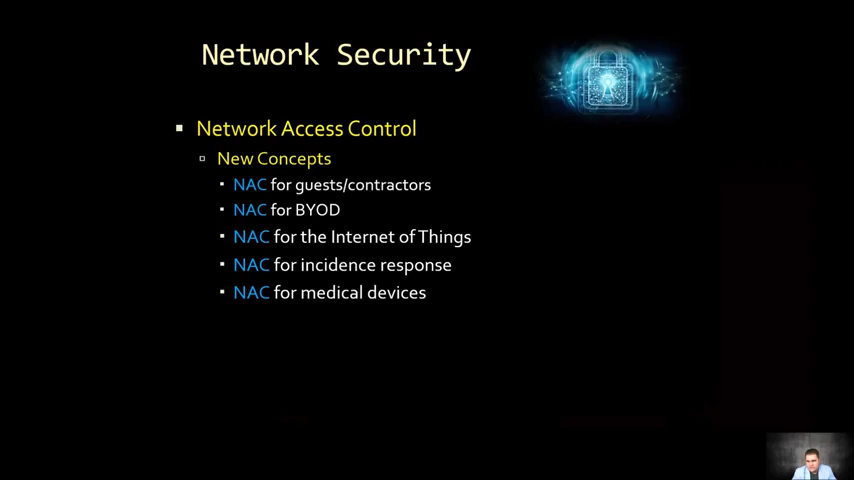 Network Security
Network Access Control
New Concepts
NAC for guests/contractors
NAC for BYOD
NAC for the Internet of Things
NAC for incidence response
NAC for medical devices